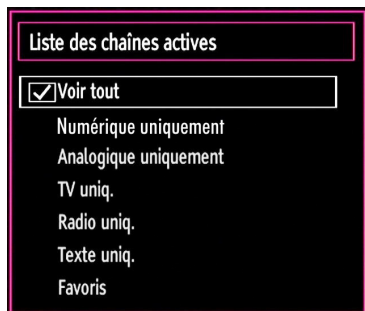 Liste des chaînes actives
Voir tout
Numérique uniquement
Analogique uniquement
TV uniq.
Radio uniq.
Texte uniq.
Favoris